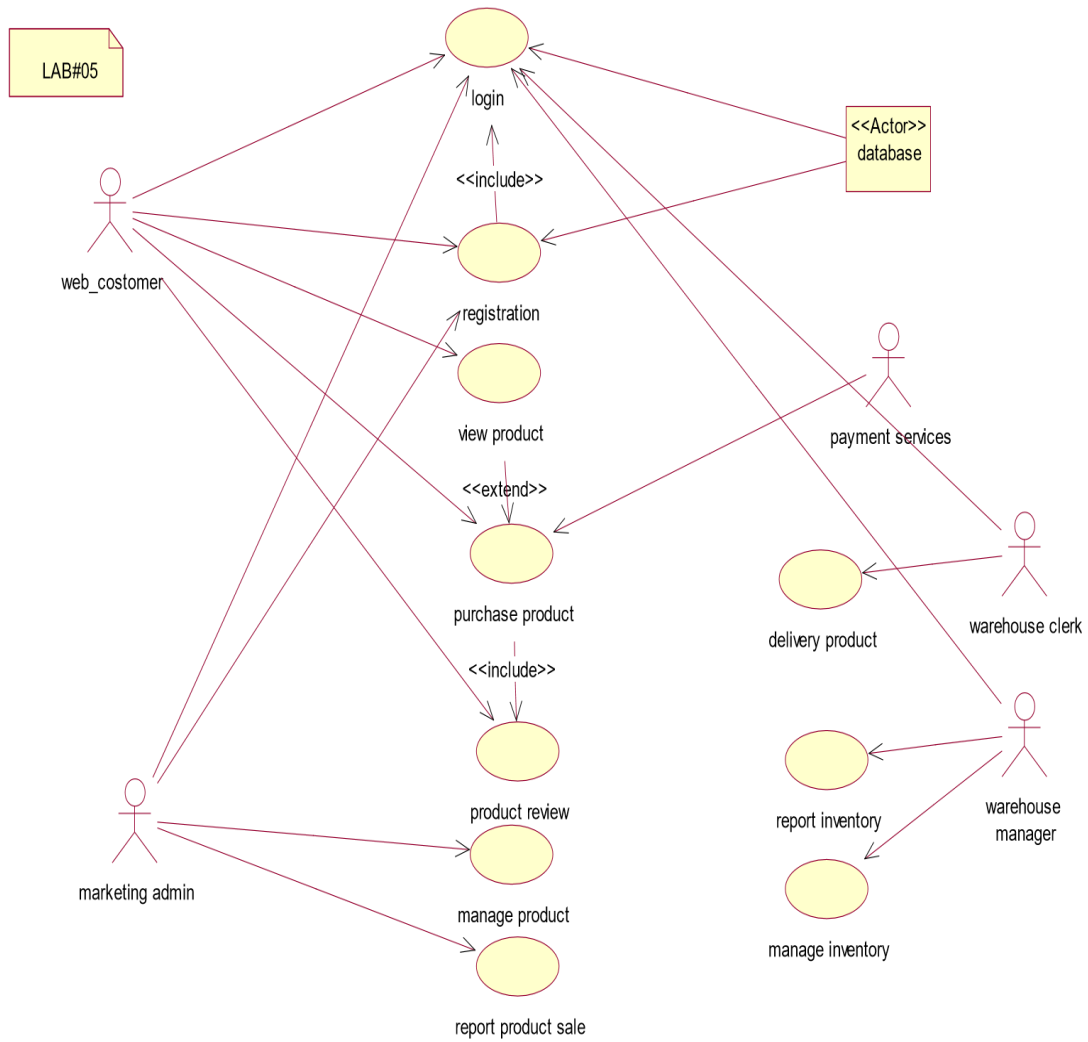 LAB#05
login
<<Actor>>
database
<<include>>
web_costomer
registration
view product
payment services
<<extend>>
purchase product
delivery product
warehouse clerk
<<include>>
product review
report inventory
warehouse
manager
marketing admin
manage product
manage inventory
report product sale